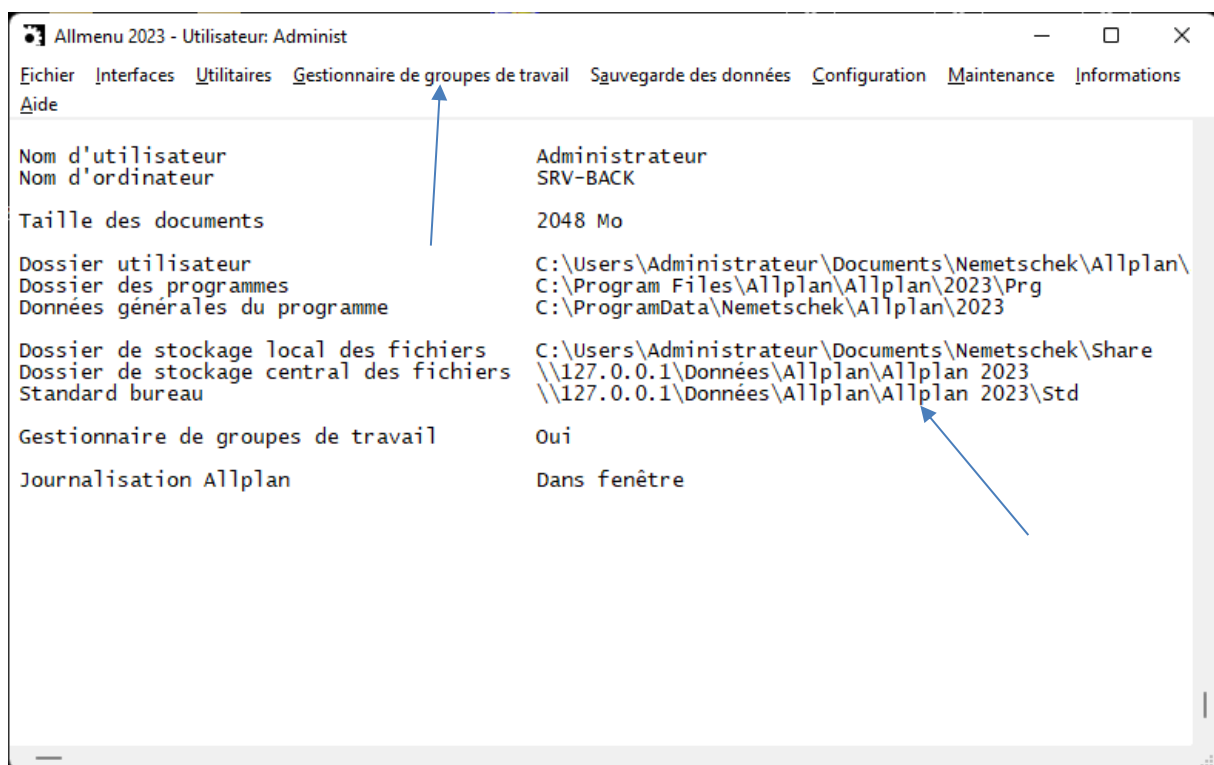 Allmenu 2023 - Utilisateur: Administ
Fichier Interfaces Utilitaires Gestionnaire de groupes de travail Sauvegarde des données Configuration Maintenance Informations
Aide
Nom d'utilisateur Administrateur
Nom d'ordinateur SRV-BACK
Taille des documents 2048 Mo
Dossier utilisateur C:\Users\Administrateur\Documents\Nemetschek\Allplan\
Dossier des programmes C:\Program Files\Allplan\Allplan\2023\Prg
Données générales du programme C:\ProgramData\Nemetschek\Allplan\2023
Dossier de stockage local des fichiers C:\Users\Administrateur\Documents\Nemetschek\Share
Dossier de stockage central des fichiers \\127.0.0.1\Données\Allplan\Allplan 2023
Standard bureau \\127.0.0.1\Données\Allplan\Allplan 2023\Std
Gestionnaire de groupes de travail Oui
Journalisation Allplan Dans fenêtre